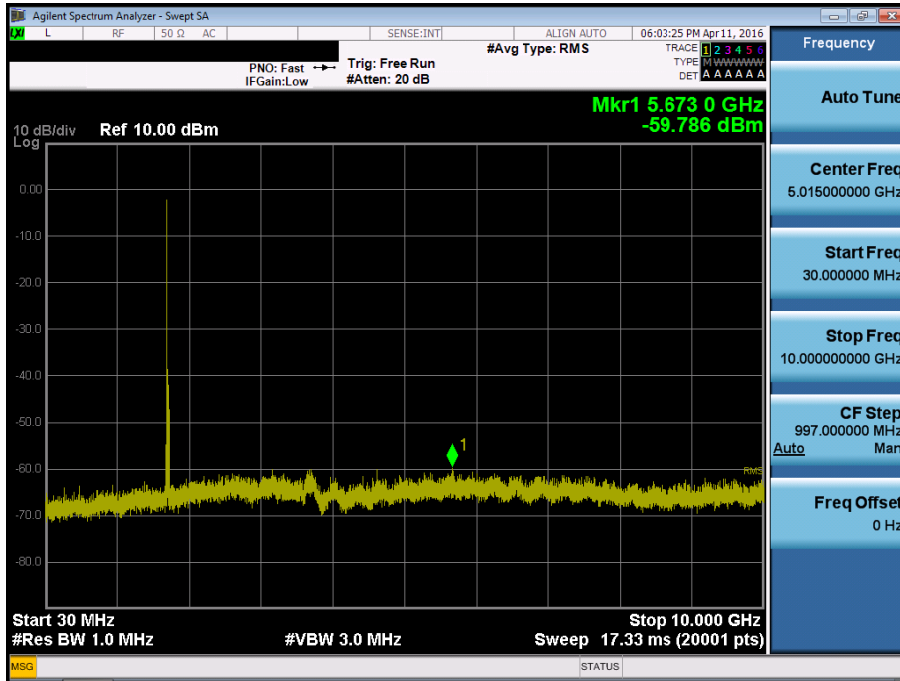 Agilent Spectrum Analyzer - Swept SA
LXI L RF 50 Ω AC SENSE:INT ALIGN AUTO 06:03:25 PM Apr 11, 2016
#Avg Type: RMS
TRACE 1 2 3 4 5 6
TYPE M WWWWW
DET A A A A A A
PNO: Fast
IFGain:Low
Trig: Free Run
#Atten: 20 dB
Mkr1 5.673 0 GHz
-59.786 dBm
10 dB/div Ref 10.00 dBm
Log
0.00
-10.0
-20.0
-30.0
-40.0
-50.0
-60.0
-70.0
-80.0
1
RMS
Start 30 MHz Stop 10.000 GHz
#Res BW 1.0 MHz #VBW 3.0 MHz Sweep 17.33 ms (20001 pts)
MSG STATUS
Frequency
Auto Tune
Center Freq
5.015000000 GHz
Start Freq
30.000000 MHz
Stop Freq
10.000000000 GHz
CF Step
997.000000 MHz
Auto Man
Freq Offset
0 Hz